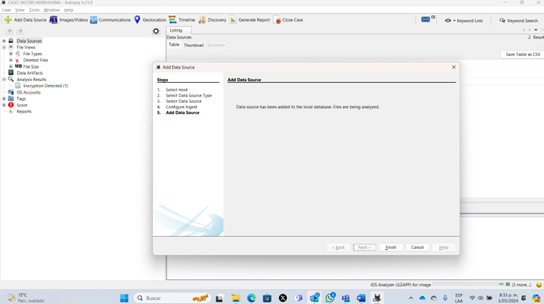 CASO JACOBO MARKHANNA - Autopsy 4.21.0
Case View Tools Window Help
Add Data Source Images/Videos Communications Geolocation Timeline Discovery Generate Report Close Case
Keyword Lists Keyword Search
Listing
Data Sources
Table Thumbnail Summary
2 Result
Save Table as CSV
Data Sources
File Views
File Types
Deleted Files
File Size
Data Artifacts
Analysis Results
Encryption Detected (1)
OS Accounts
Tags
Score
Reports
Add Data Source
Steps
1. Select Host
2. Select Data Source Type
3. Select Data Source
4. Configure Ingest
5. Add Data Source
Add Data Source
Data source has been added to the local database. Files are being analyzed.
< Back Next > Finish Cancel Help
iOS Analyzer (iLEAPP) for image
(2 more...)
15°C
Parc. nublado
Buscar
ESP
LAA
8:33 p. m.
1/05/2024